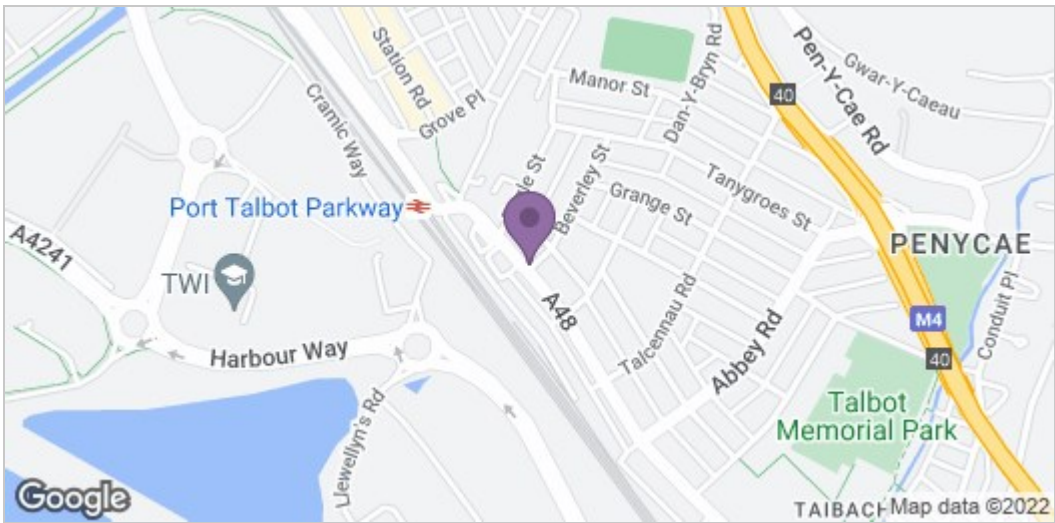 Station Rd
Cramic Way
Grove Pl
Manor St
Dan-Y-Bryn Rd
40
Pen-Y-Cae Rd
Gwar-Y-Caeau
Beverley St
Grange St
Tanygroes St
Port Talbot Parkway
A4241
TWI
A48
PENYCAE
M4
Conduit Pl
40
Harbour Way
Talcennau Rd
Abbey Rd
Llewellyn's Rd
Talbot
Memorial Park
Google
Map data ©2022